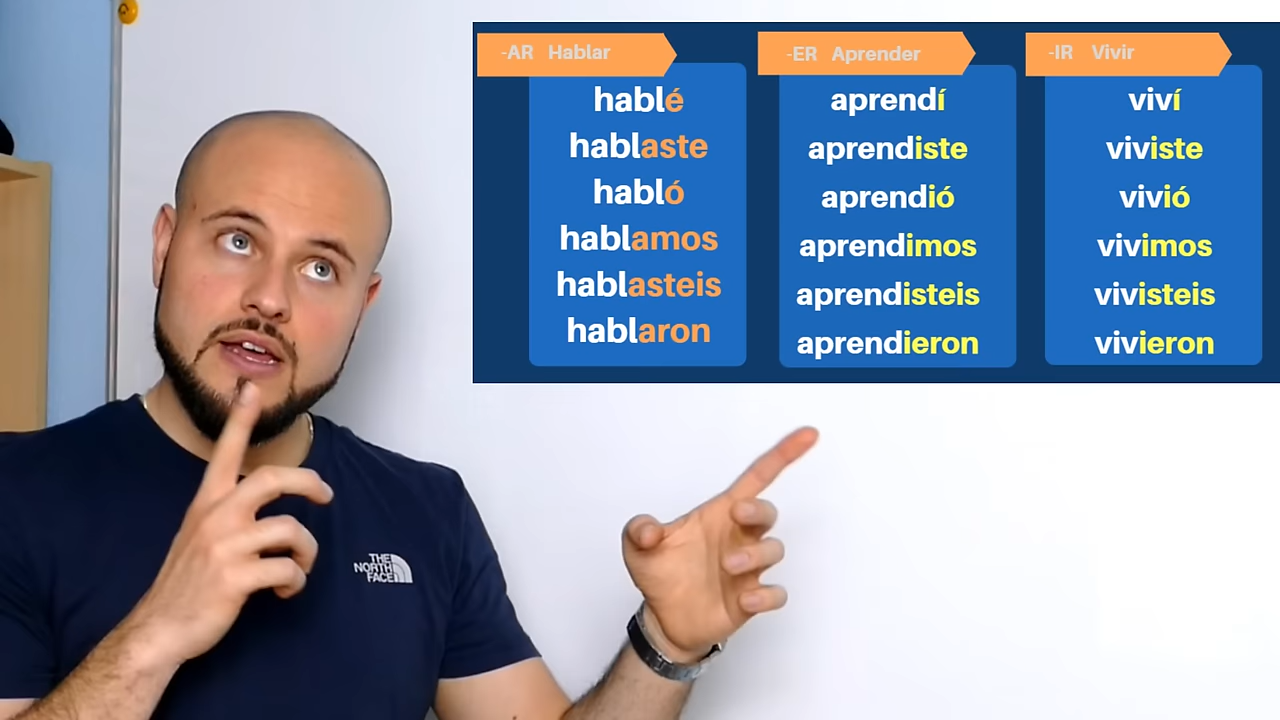 -AR Hablar
hablé
hablaste
habló
hablamos
hablasteis
hablaron
-ER Aprender
aprendí
aprendiste
aprendió
aprendimos
aprendisteis
aprendieron
-IR Vivir
viví
viviste
vivió
vivimos
vivisteis
vivieron
THE
NORTH
FACE